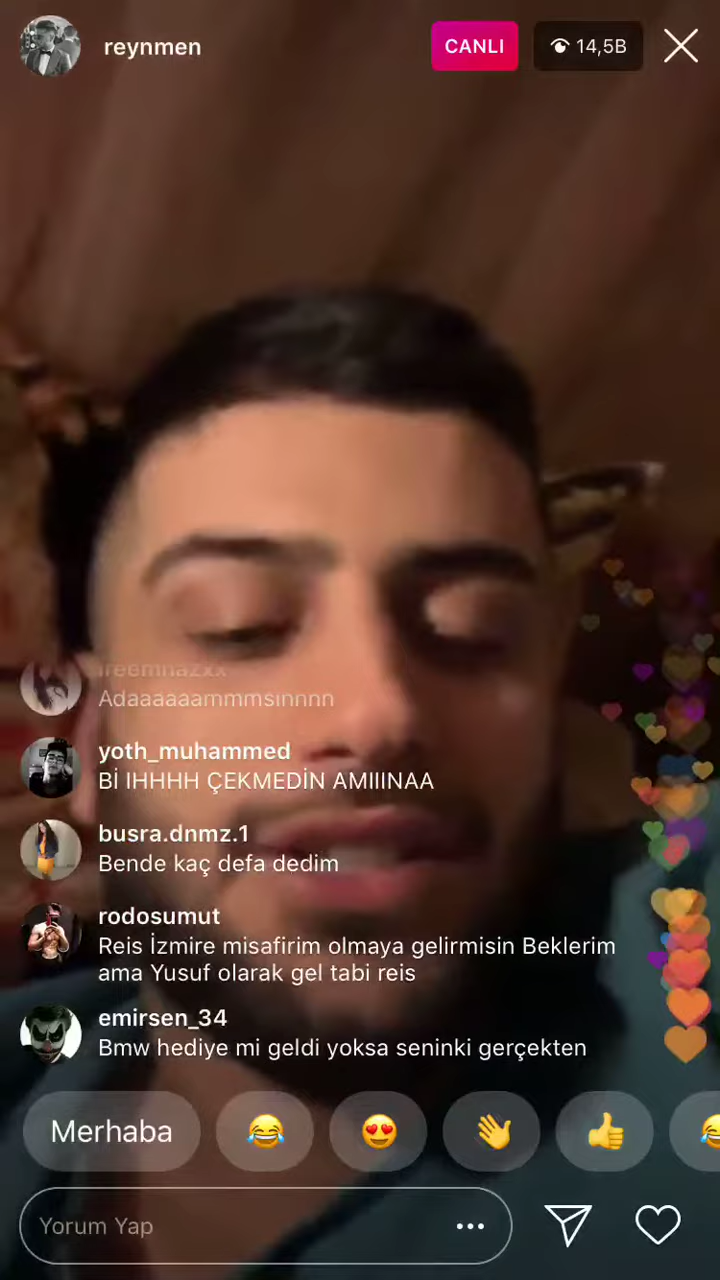 reynmen
CANLI
14,5B
ireemnazxx
Adaaaaaammmsınnnn
yoth_muhammed
Bİ IHHHH ÇEKMEDİN AMIIINAA
busra.dnmz.1
Bende kaç defa dedim
rodosumut
Reis İzmire misafirim olmaya gelirmisin Beklerim
ama Yusuf olarak gel tabi reis
emirsen_34
Bmw hediye mi geldi yoksa seninki gerçekten
Merhaba
Yorum Yap